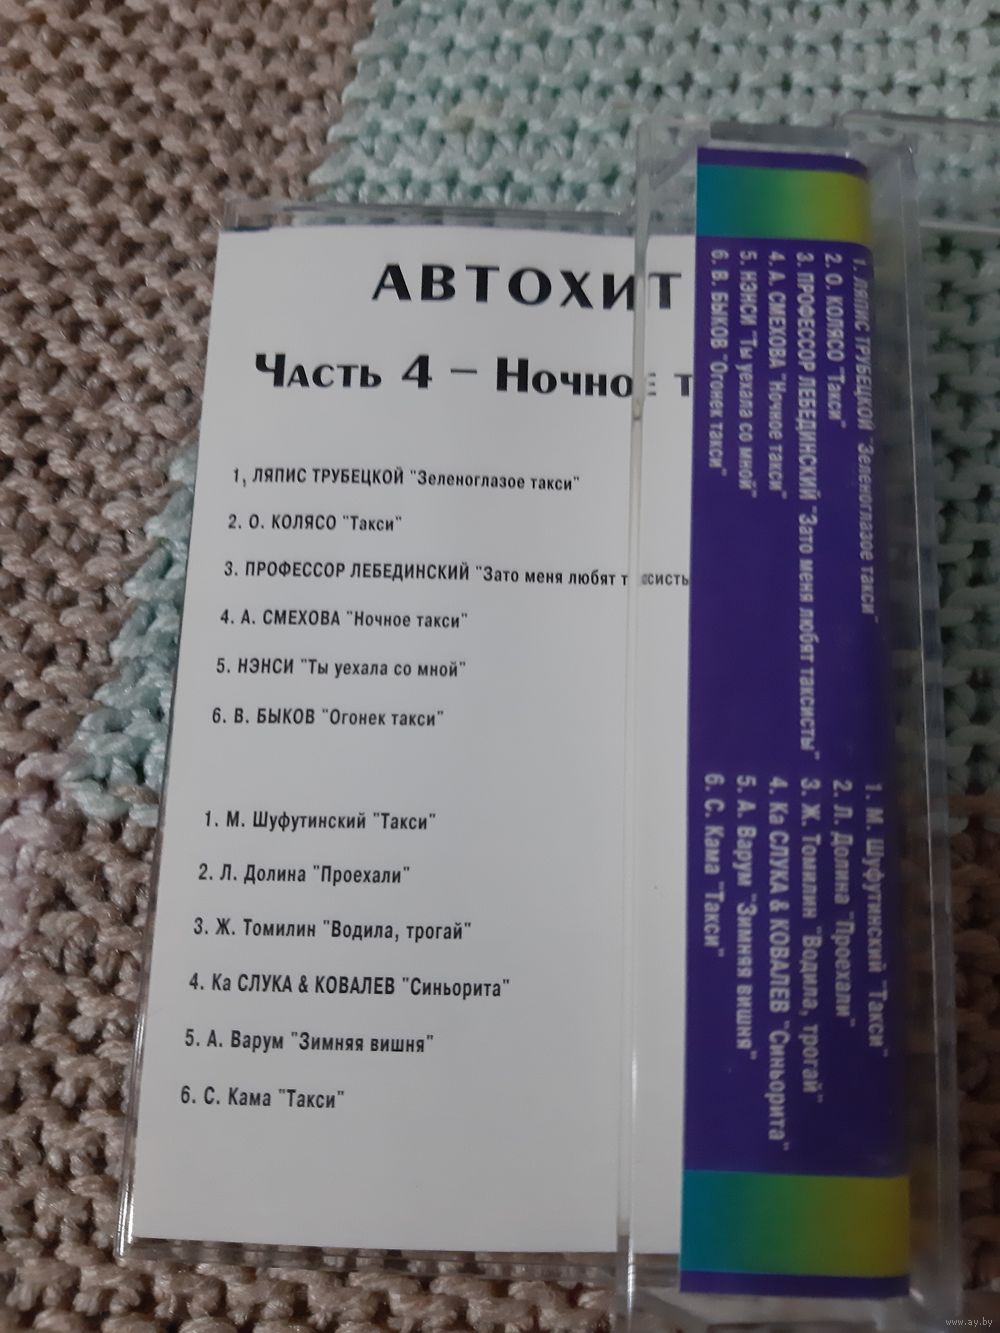 АВТОХИТ
Часть 4 – Ночное т
1, ЛЯПИС ТРУБЕЦКОЙ "Зеленоглазое такси"
2. О. КОЛЯСО "Такси"
3. ПРОФЕССОР ЛЕБЕДИНСКИЙ "Зато меня любят таксисты
4. А. СМЕХОВА "Ночное такси"
5. НЭНСИ "Ты уехала со мной"
6. В. БЫКОВ "Огонек такси"
1. М. Шуфутинский "Такси"
2. Л. Долина "Проехали"
3. Ж. Томилин "Водила, трогай"
4. Ка СЛУКА & КОВАЛЕВ "Синьорита"
5. А. Варум "Зимняя вишня"
6. С. Кама "Такси"
1. ЛЯПИС ТРУБЕЦКОЙ "Зеленоглазое такси"
2. О. КОЛЯСО "Такси"
3. ПРОФЕССОР ЛЕБЕДИНСКИЙ "Зато меня любят таксисты"
4. А. СМЕХОВА "Ночное такси"
5. НЭНСИ "Ты уехала со мной"
6. В. БЫКОВ "Огонек такси"
1. М. Шуфутинский "Такси"
2. Л. Долина "Проехали"
3. Ж. Томилин "Водила, трогай"
4. Ка СЛУКА & КОВАЛЕВ "Синьорита"
5. А. Варум "Зимняя вишня"
6. С. Кама "Такси"
www.ay.by